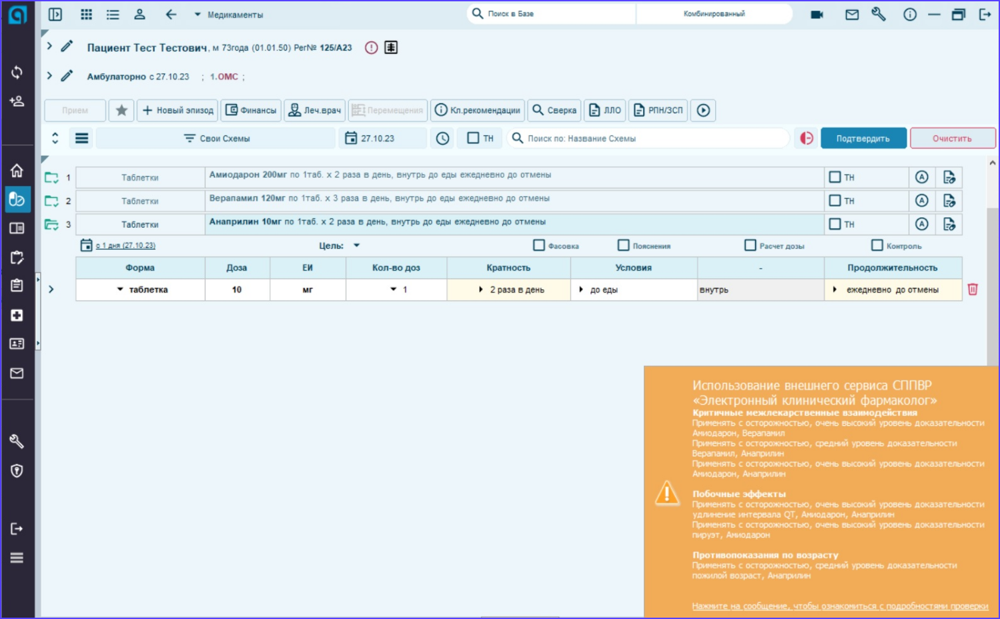 Медикаменты
Поиск в Базе
Комбинированный
Пациент Тест Тестович, м 73года (01.01.50) Рег№ 125/А23
Амбулаторно с 27.10.23 ; 1.ОМС ;
Прием
Новый эпизод
Финансы
Леч.врач
Перемещения
Кл.рекомендации
Сверка
ЛЛО
РПН/ЗСП
Свои Схемы
27.10.23
ТН
Поиск по: Название Схемы
Подтвердить
Очистить
1 Таблетки Амиодарон 200мг по 1таб. х 2 раза в день, внутрь до еды ежедневно до отмены ТН
2 Таблетки Верапамил 120мг по 1таб. х 3 раза в день, внутрь до еды ежедневно до отмены ТН
3 Таблетки Анаприлин 10мг по 1таб. х 2 раза в день, внутрь до еды ежедневно до отмены ТН
с 1 дня (27.10.23) Цель: Фасовка Пояснения Расчет дозы Контроль
Форма Доза ЕИ Кол-во доз Кратность Условия - Продолжительность
таблетка 10 мг 1 2 раза в день до еды внутрь ежедневно до отмены
Использование внешнего сервиса СППВР
«Электронный клинический фармаколог»
Критичные межлекарственные взаимодействия
Применять с осторожностью, очень высокий уровень доказательности
Амиодарон, Верапамил
Применять с осторожностью, средний уровень доказательности
Верапамил, Анаприлин
Применять с осторожностью, очень высокий уровень доказательности
Амиодарон, Анаприлин
Побочные эффекты
Применять с осторожностью, очень высокий уровень доказательности
удлинение интервала QT, Амиодарон, Анаприлин
Применять с осторожностью, очень высокий уровень доказательности
пируэт, Амиодарон
Противопоказания по возрасту
Применять с осторожностью, средний уровень доказательности
пожилой возраст, Анаприлин
Нажмите на сообщение, чтобы ознакомиться с подробностями проверки